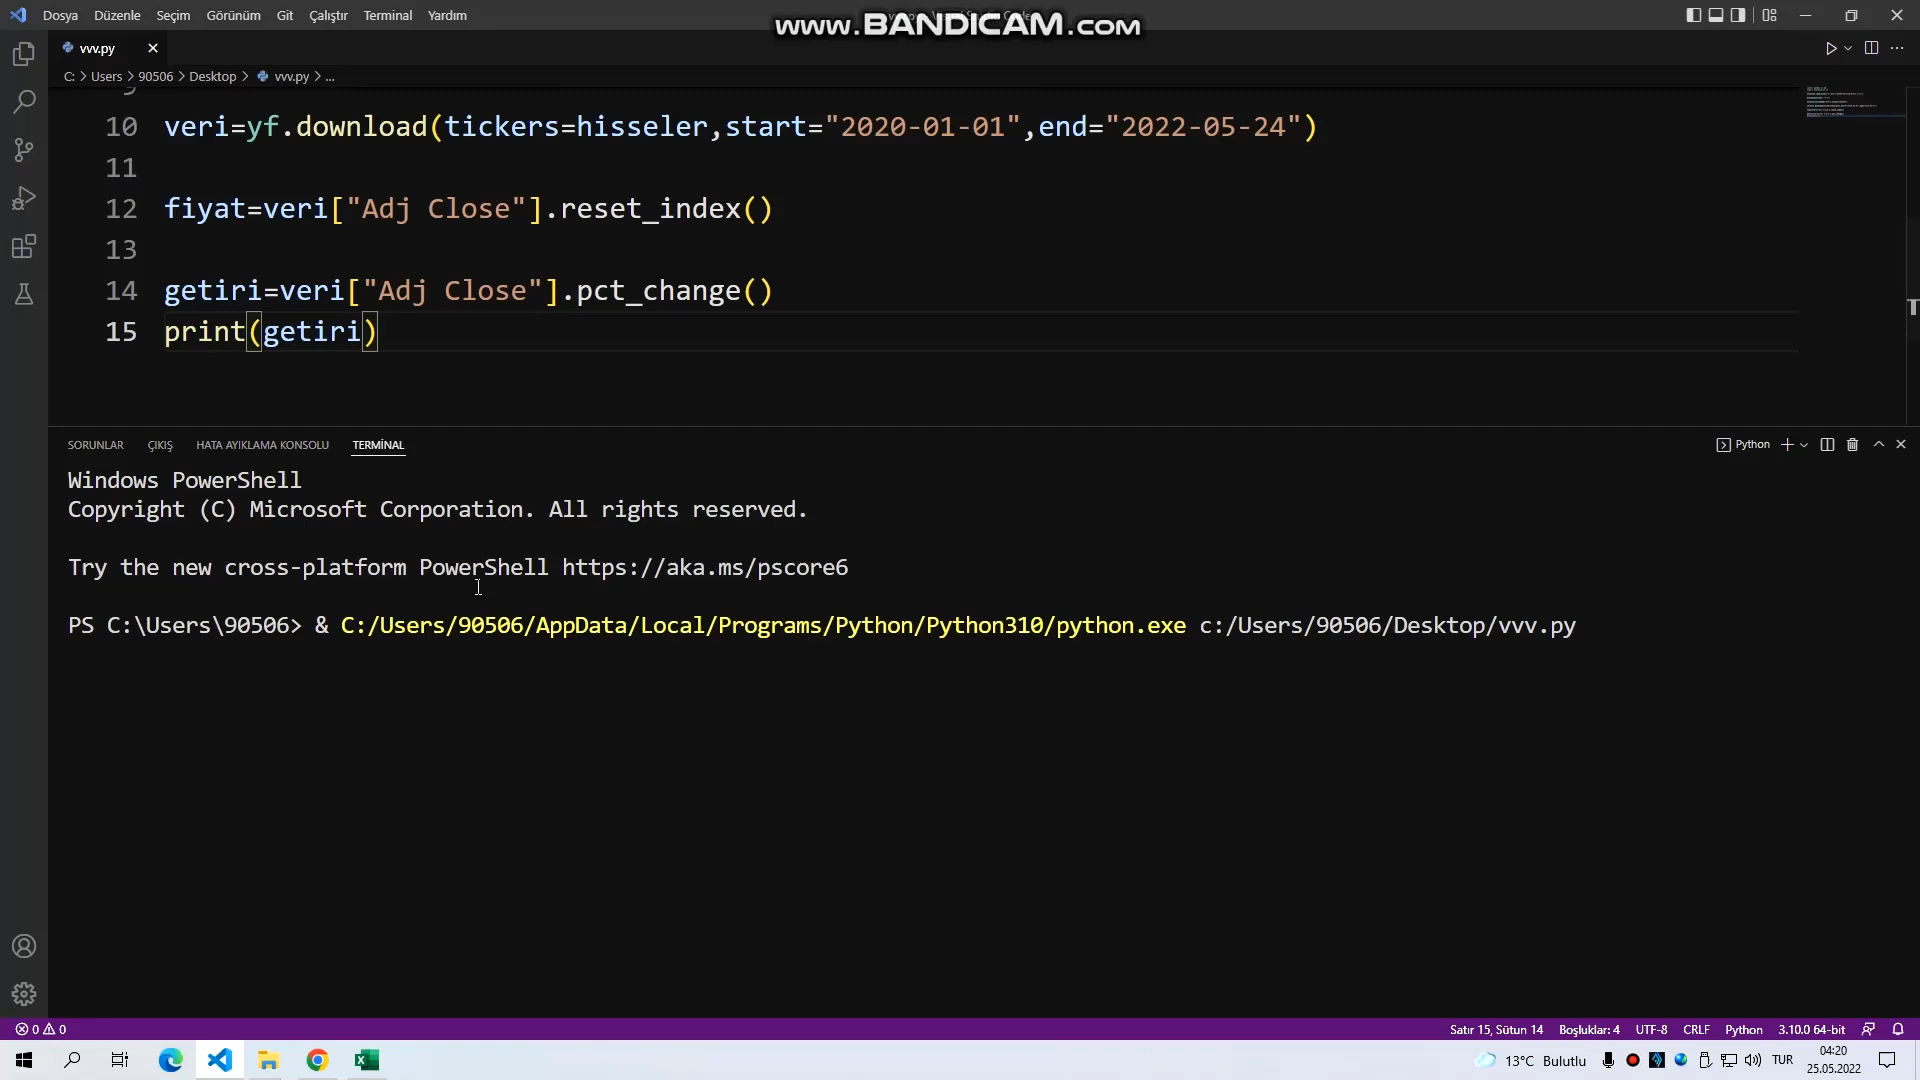 Dosya Düzenle Seçim Görünüm Git Çalıştır Terminal Yardım
www.BANDICAM.com
vvv.py
C: > Users > 90506 > Desktop > vvv.py > ...
9
10 veri=yf.download(tickers=hisseler,start="2020-01-01",end="2022-05-24")
11
12 fiyat=veri["Adj Close"].reset_index()
13
14 getiri=veri["Adj Close"].pct_change()
15 print(getiri)
SORUNLAR ÇIKIŞ HATA AYIKLAMA KONSOLU TERMİNAL
Python
Windows PowerShell
Copyright (C) Microsoft Corporation. All rights reserved.
Try the new cross-platform PowerShell https://aka.ms/pscore6
PS C:\Users\90506> & C:/Users/90506/AppData/Local/Programs/Python/Python310/python.exe c:/Users/90506/Desktop/vvv.py
0 0
Satır 15, Sütun 14 Boşluklar: 4 UTF-8 CRLF Python 3.10.0 64-bit
13°C Bulutlu
TUR
04:20
25.05.2022